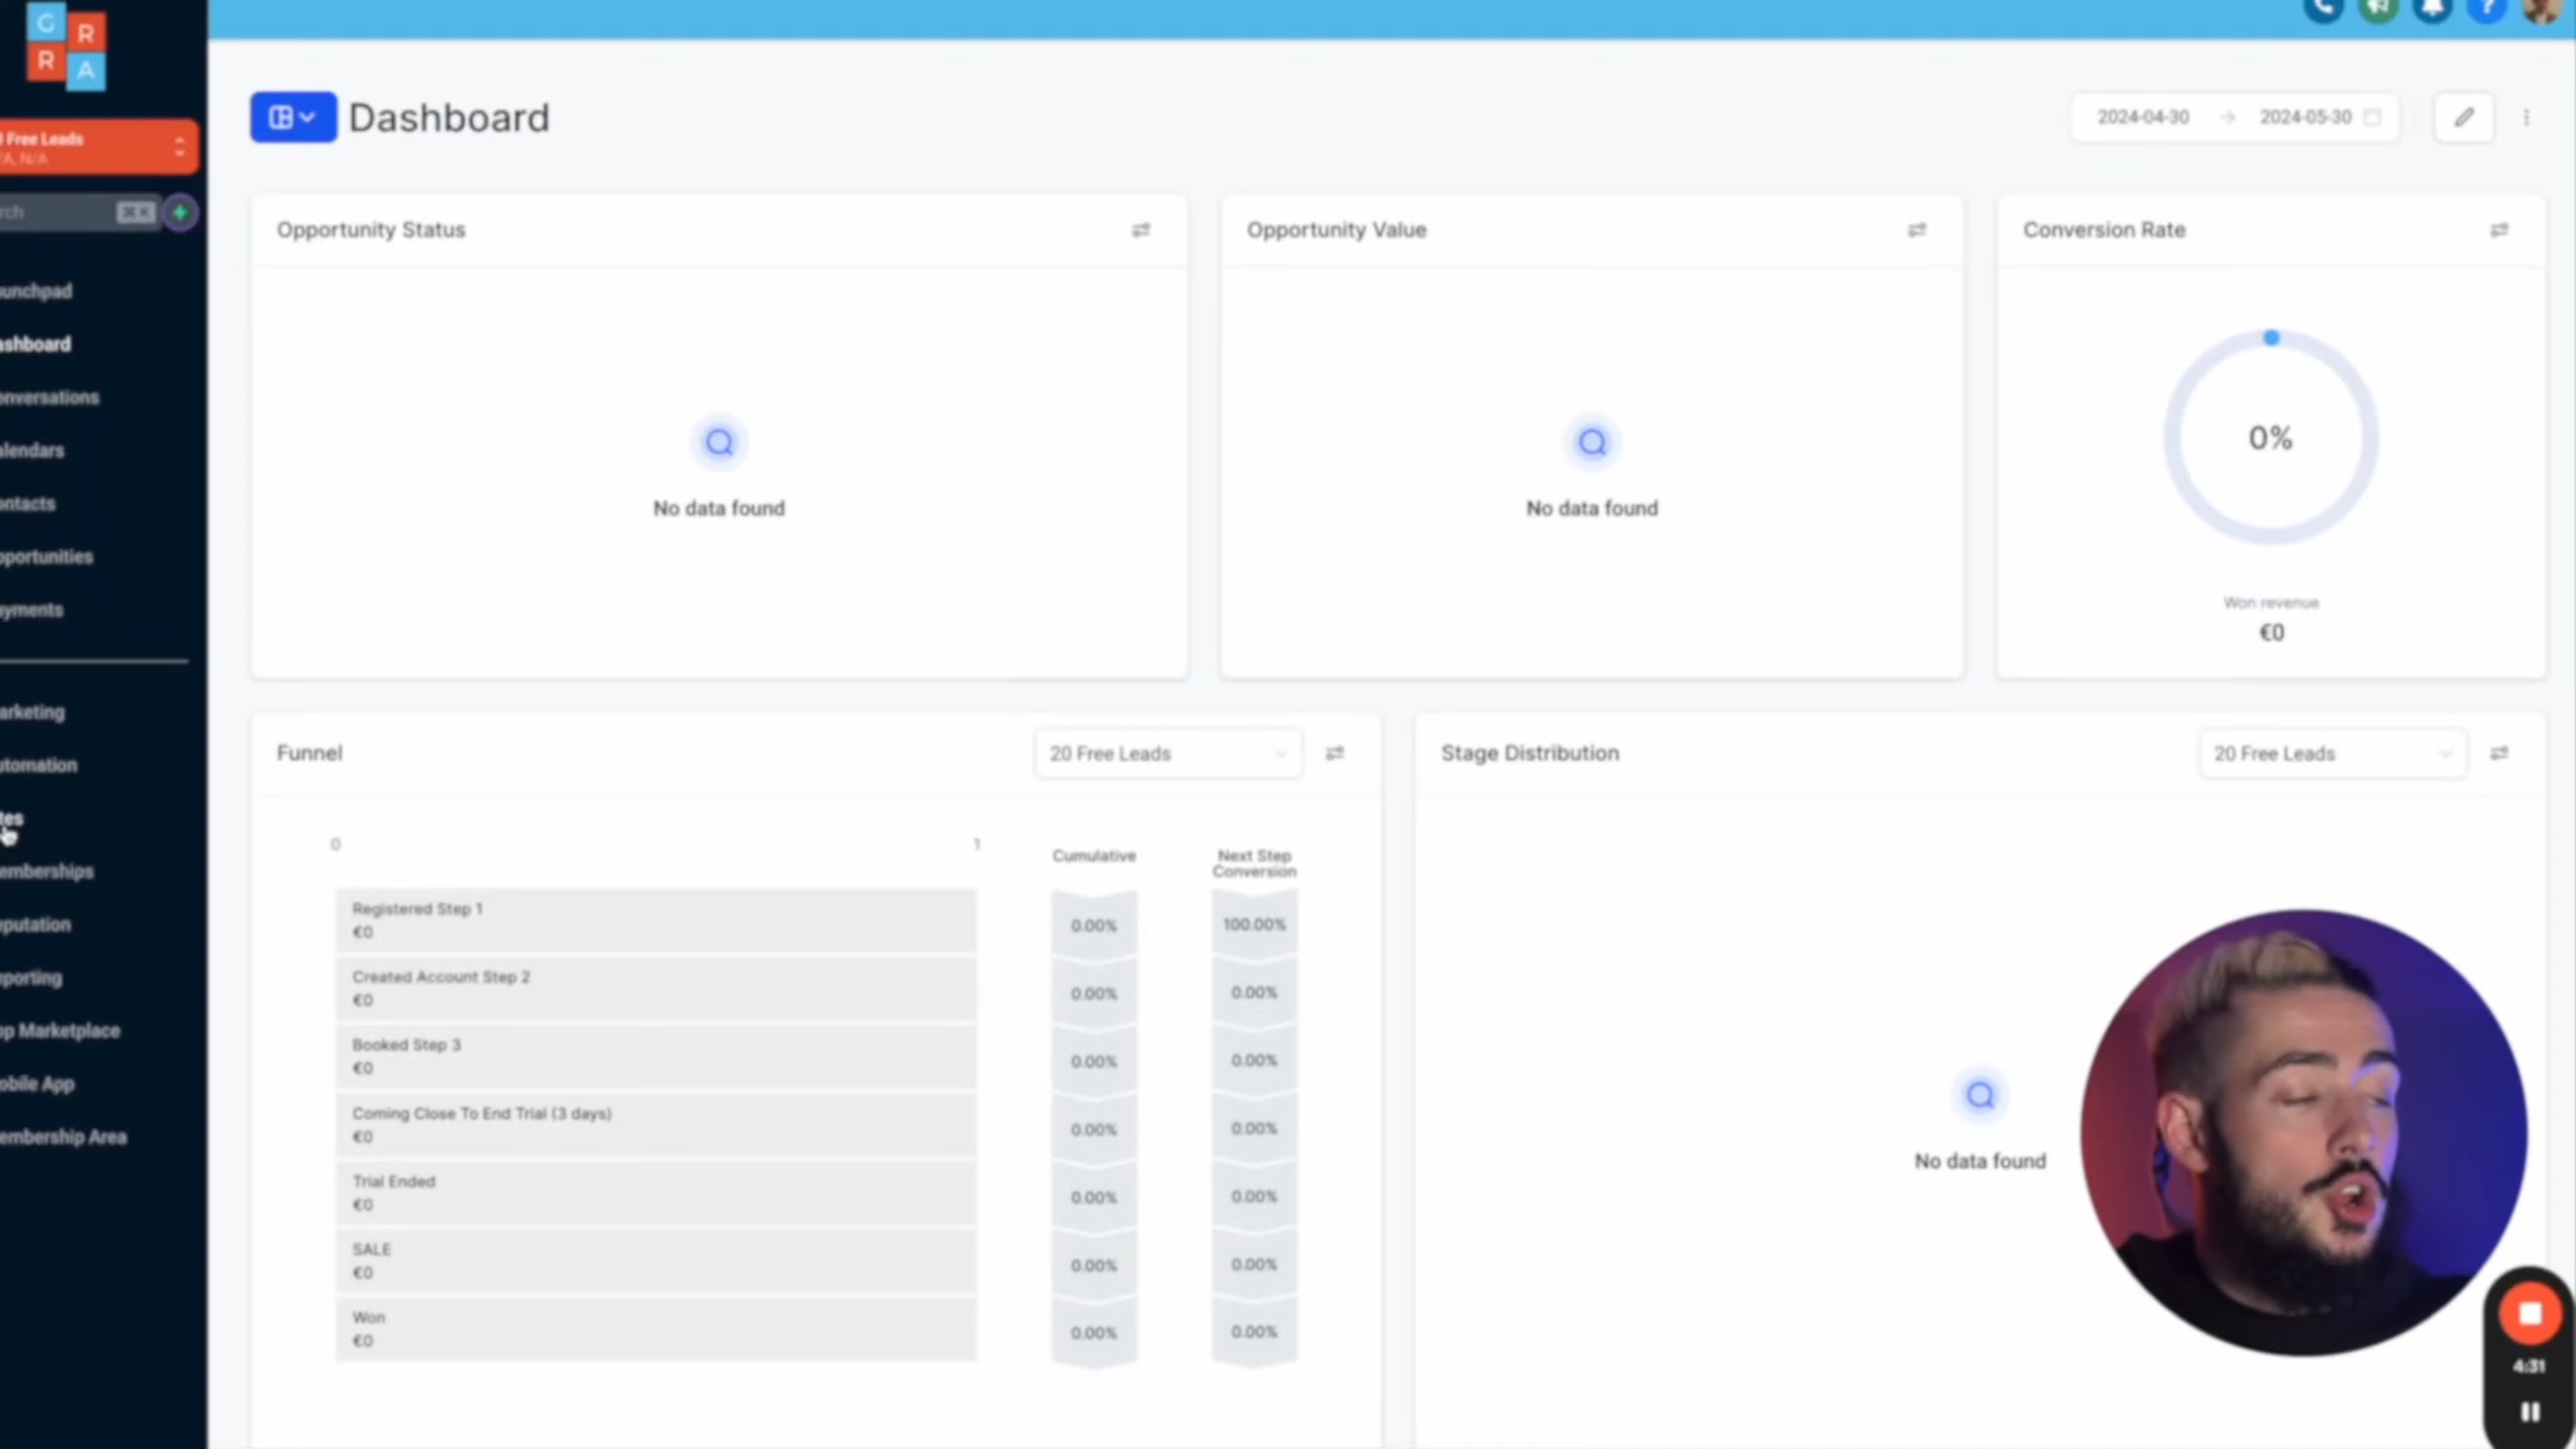 G R
R A
Free Leads
/A, N/A
rch ⌘ K
unchpad
ashboard
onversations
alendars
ontacts
pportunities
ayments
arketing
utomation
tes
emberships
eputation
eporting
pp Marketplace
obile App
embership Area
Dashboard
2024-04-30 → 2024-05-30
Opportunity Status
No data found
Opportunity Value
No data found
Conversion Rate
0%
Won revenue
€0
Funnel
20 Free Leads
0 1
Cumulative
Next Step
Conversion
Registered Step 1
€0
0.00% 100.00%
Created Account Step 2
€0
0.00% 0.00%
Booked Step 3
€0
0.00% 0.00%
Coming Close To End Trial (3 days)
€0
0.00% 0.00%
Trial Ended
€0
0.00% 0.00%
SALE
€0
0.00% 0.00%
Won
€0
0.00% 0.00%
Stage Distribution
20 Free Leads
No data found
4:31